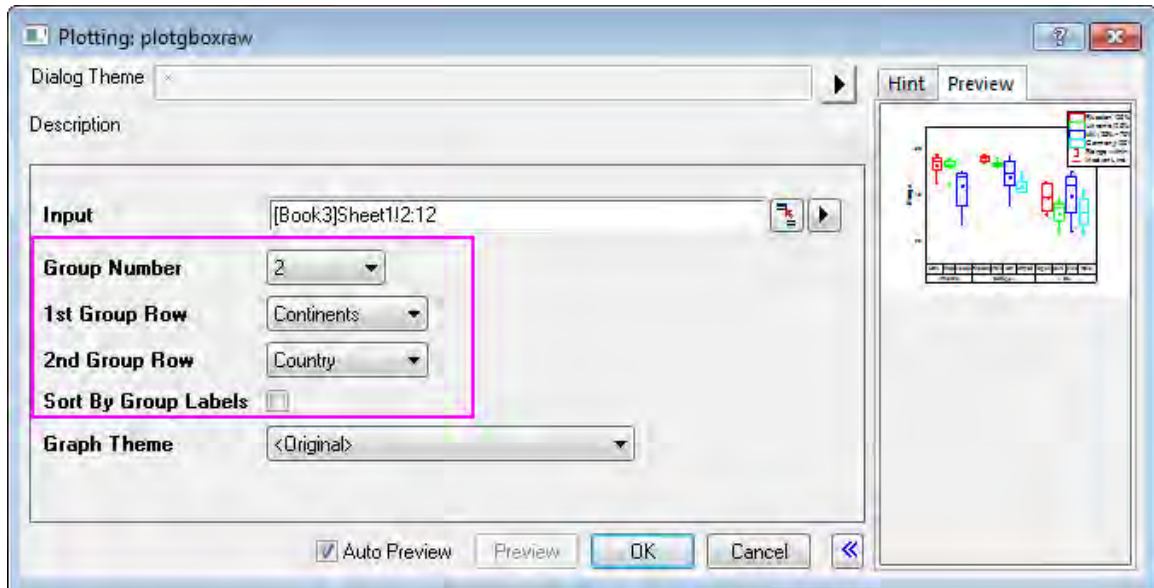 Plotting: plotgboxraw
Dialog Theme
Hint Preview
Description
Input [Book3]Sheet1!2:12
Group Number 2
1st Group Row Continents
2nd Group Row Country
Sort By Group Labels
Graph Theme <Original>
Auto Preview Preview OK Cancel